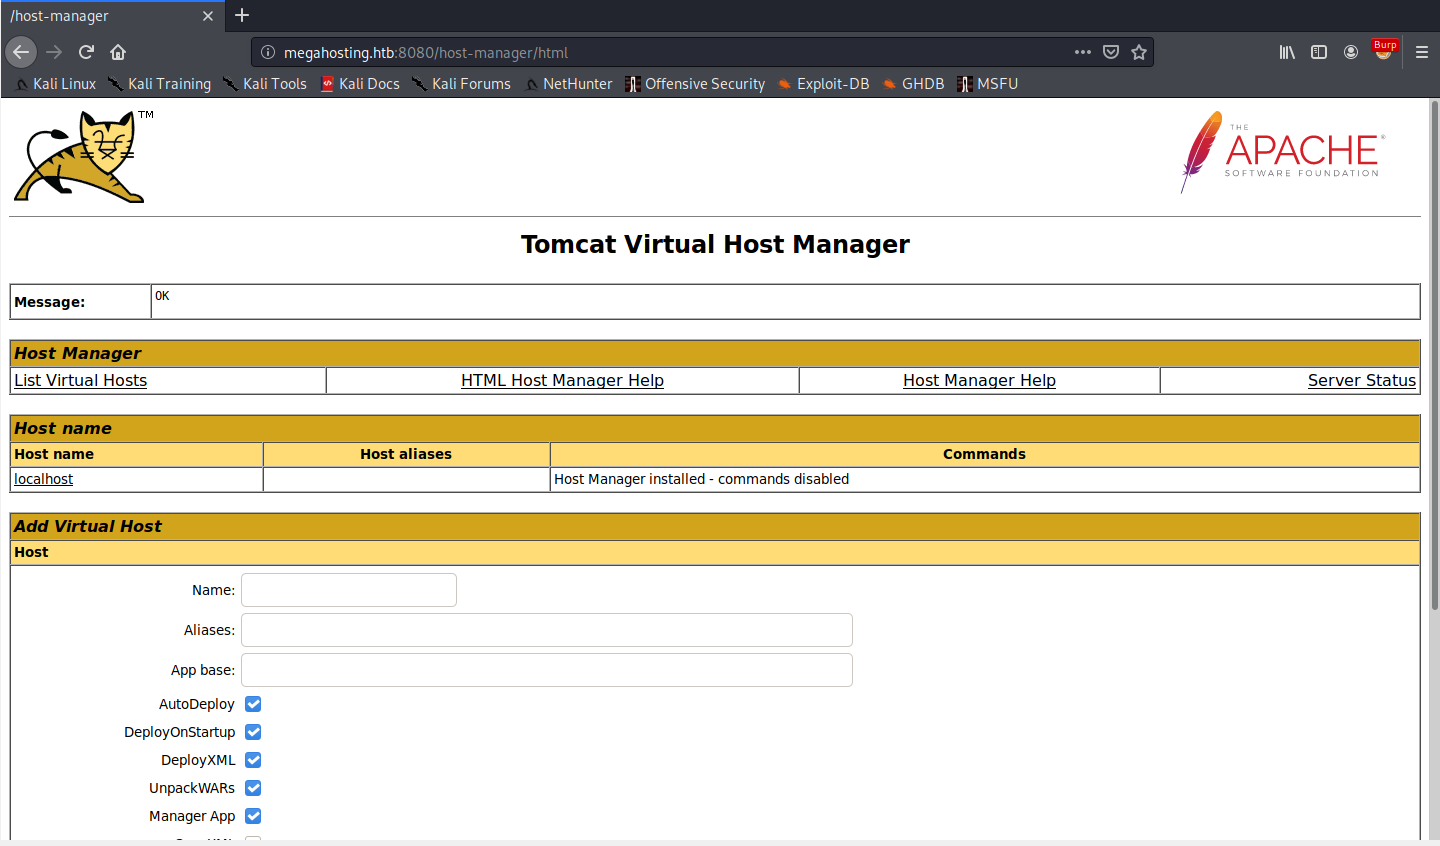 /host-manager
megahosting.htb:8080/host-manager/html
Burp
Kali Linux Kali Training Kali Tools Kali Docs Kali Forums NetHunter Offensive Security Exploit-DB GHDB MSFU
TM
THE
APACHE®
SOFTWARE FOUNDATION
Tomcat Virtual Host Manager
Message: OK
Host Manager
List Virtual Hosts HTML Host Manager Help Host Manager Help Server Status
Host name
Host name Host aliases Commands
localhost Host Manager installed - commands disabled
Add Virtual Host
Host
Name:
Aliases:
App base:
AutoDeploy
DeployOnStartup
DeployXML
UnpackWARs
Manager App